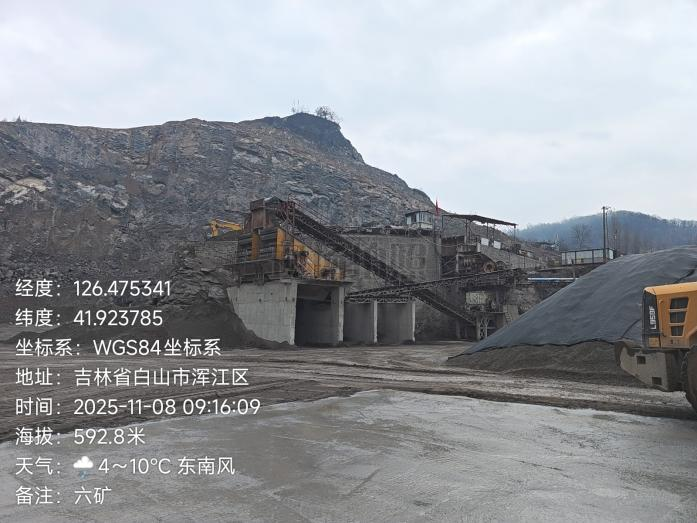 经度：126.475341
纬度：41.923785
坐标系：WGS84坐标系
地址：吉林省白山市浑江区
时间：2025-11-08 09:16:09
海拔：592.8米
天气：🌧 4～10℃ 东南风
备注：六矿